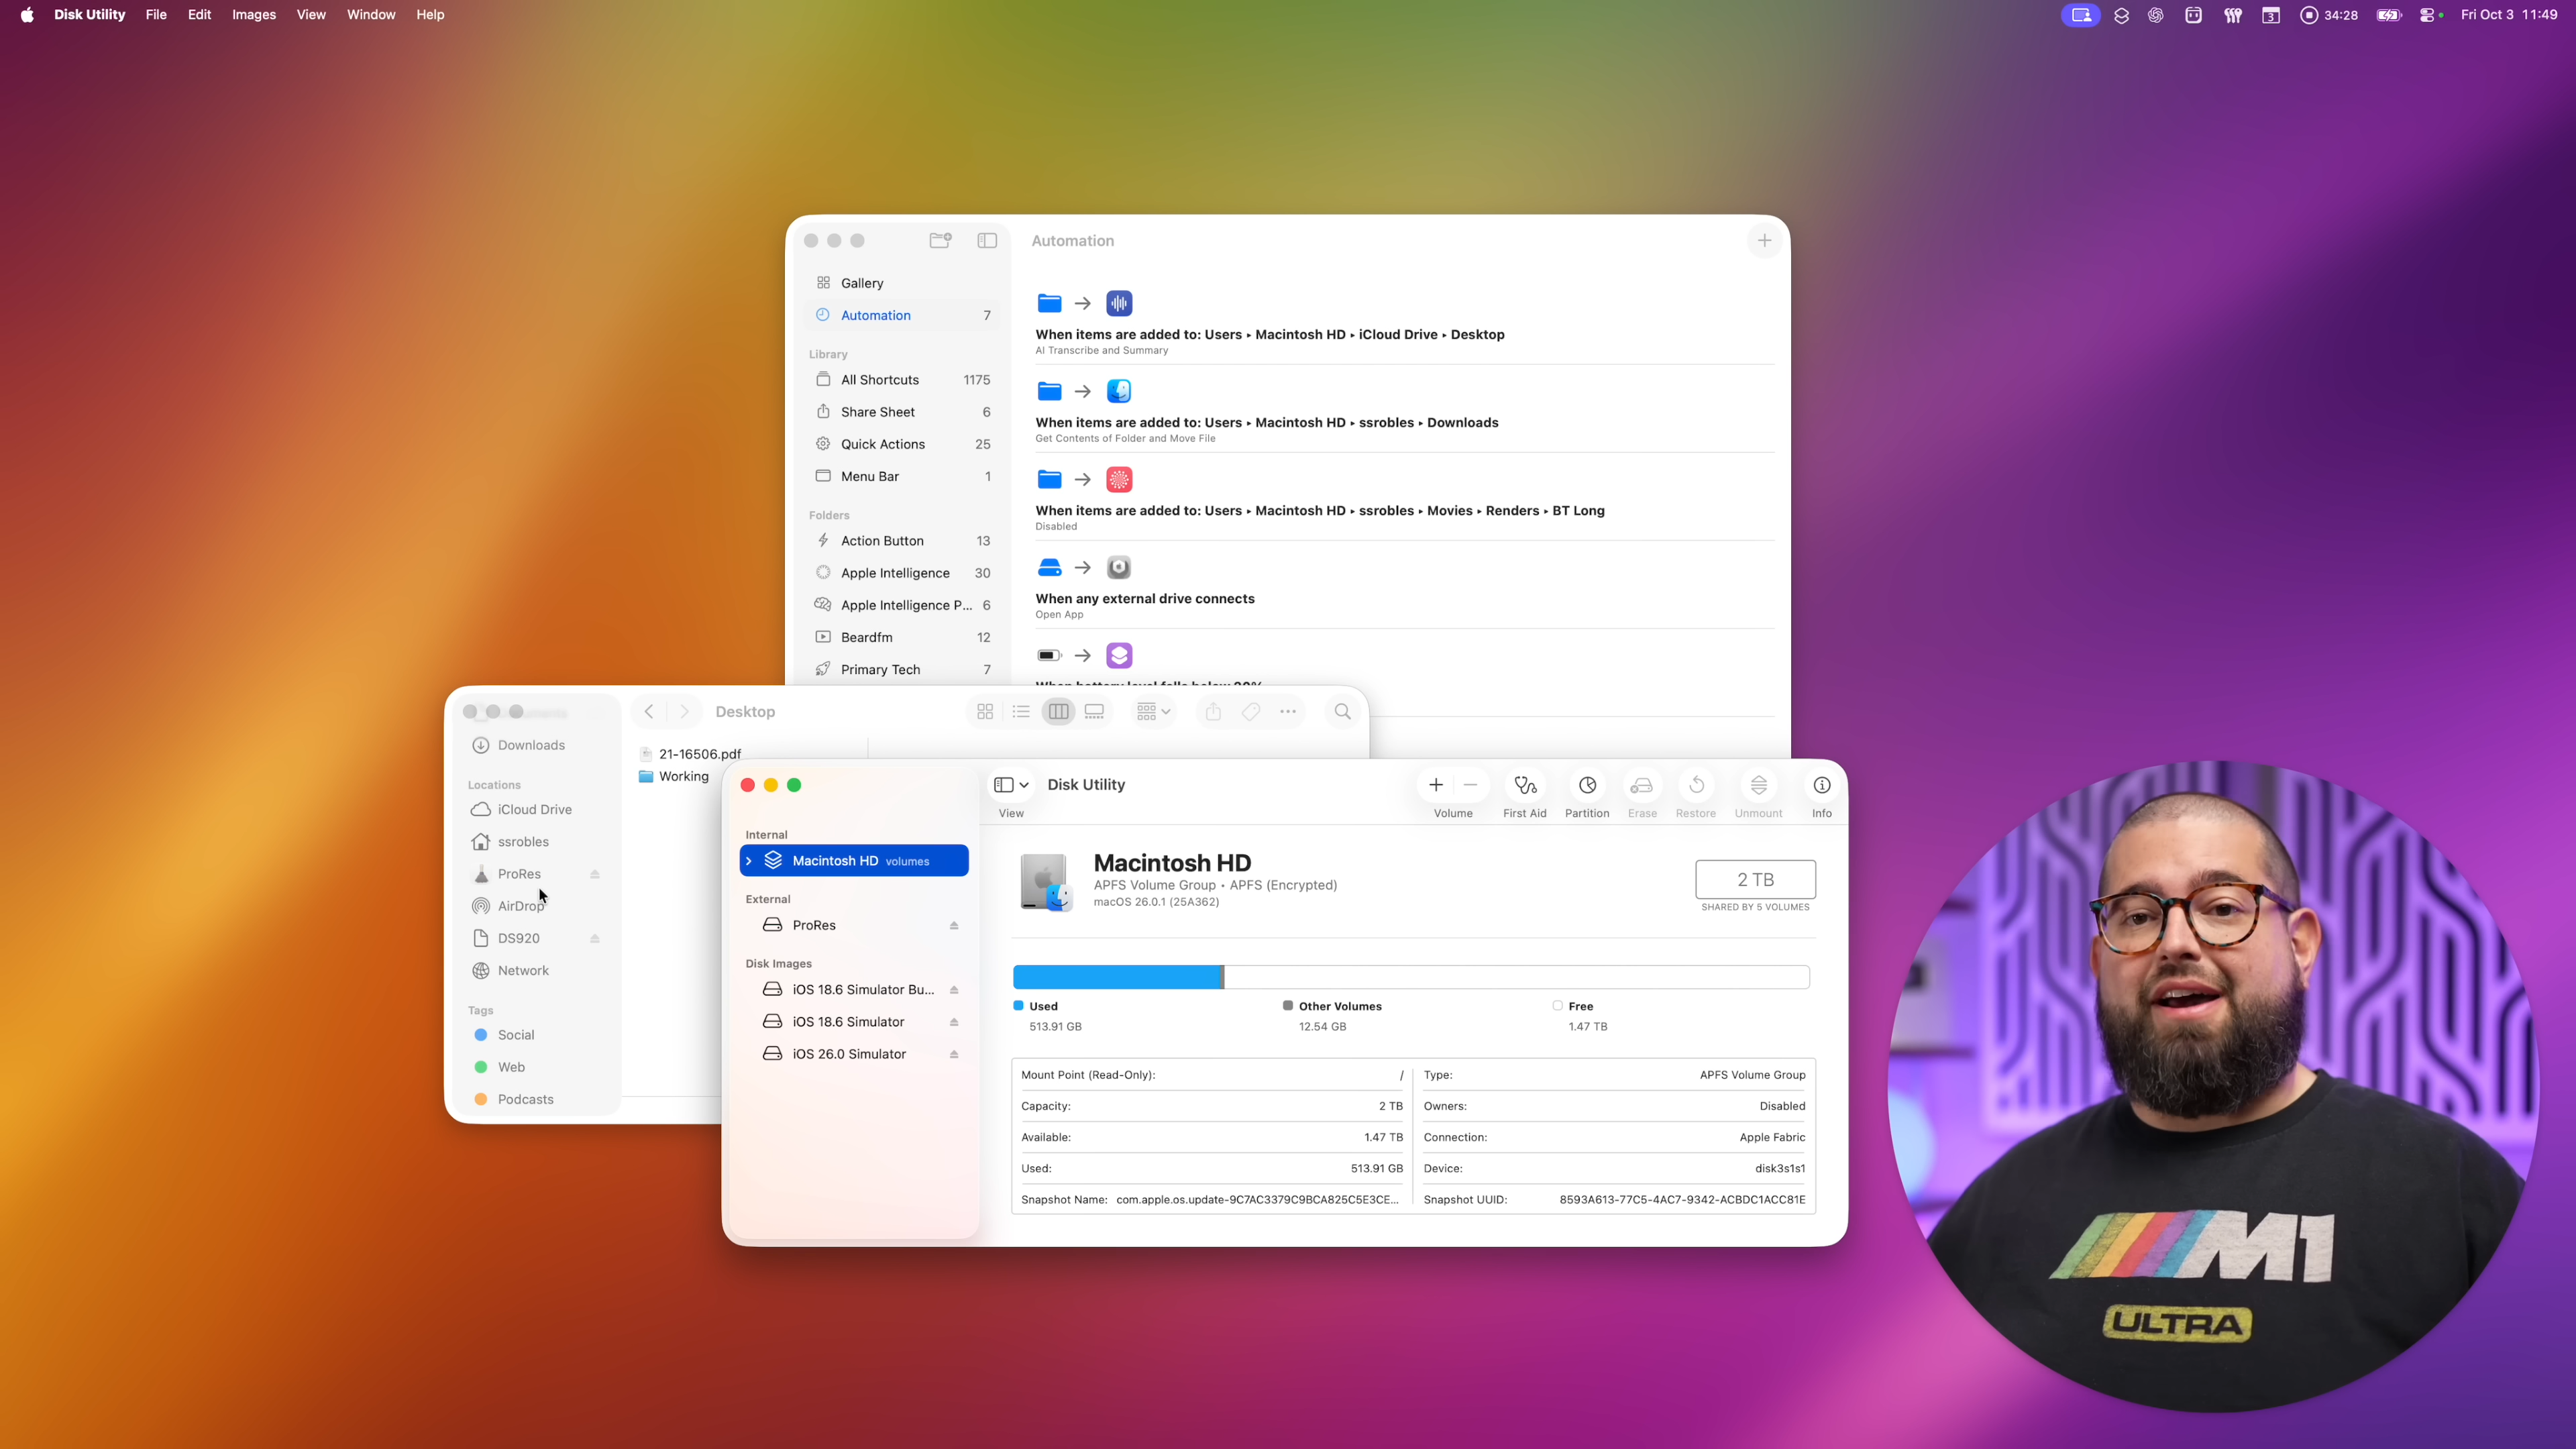 Disk Utility File Edit Images View Window Help
3 34:28 Fri Oct 3 11:49
Automation
Gallery
Automation 7
Library
All Shortcuts 1175
Share Sheet 6
Quick Actions 25
Menu Bar 1
Folders
Action Button 13
Apple Intelligence 30
Apple Intelligence P... 6
Beardfm 12
Primary Tech 7
When items are added to: Users ▸ Macintosh HD ▸ iCloud Drive ▸ Desktop
AI Transcribe and Summary
When items are added to: Users ▸ Macintosh HD ▸ ssrobles ▸ Downloads
Get Contents of Folder and Move File
When items are added to: Users ▸ Macintosh HD ▸ ssrobles ▸ Movies ▸ Renders ▸ BT Long
Disabled
When any external drive connects
Open App
Desktop
Downloads
Locations
iCloud Drive
ssrobles
ProRes
AirDrop
DS920
Network
Tags
Social
Web
Podcasts
21-16506.pdf
Working
Disk Utility
View
Volume First Aid Partition Erase Restore Unmount Info
Internal
Macintosh HD volumes
External
ProRes
Disk Images
iOS 18.6 Simulator Bu...
iOS 18.6 Simulator
iOS 26.0 Simulator
Macintosh HD
APFS Volume Group • APFS (Encrypted)
macOS 26.0.1 (25A362)
2 TB
SHARED BY 5 VOLUMES
Used
513.91 GB
Other Volumes
12.54 GB
Free
1.47 TB
Mount Point (Read-Only): /
Capacity: 2 TB
Available: 1.47 TB
Used: 513.91 GB
Snapshot Name: com.apple.os.update-9C7AC3379C9BCA825C5E3CE...
Type: APFS Volume Group
Owners: Disabled
Connection: Apple Fabric
Device: disk3s1s1
Snapshot UUID: 8593A613-77C5-4AC7-9342-ACBDC1ACC81E
M1
ULTRA